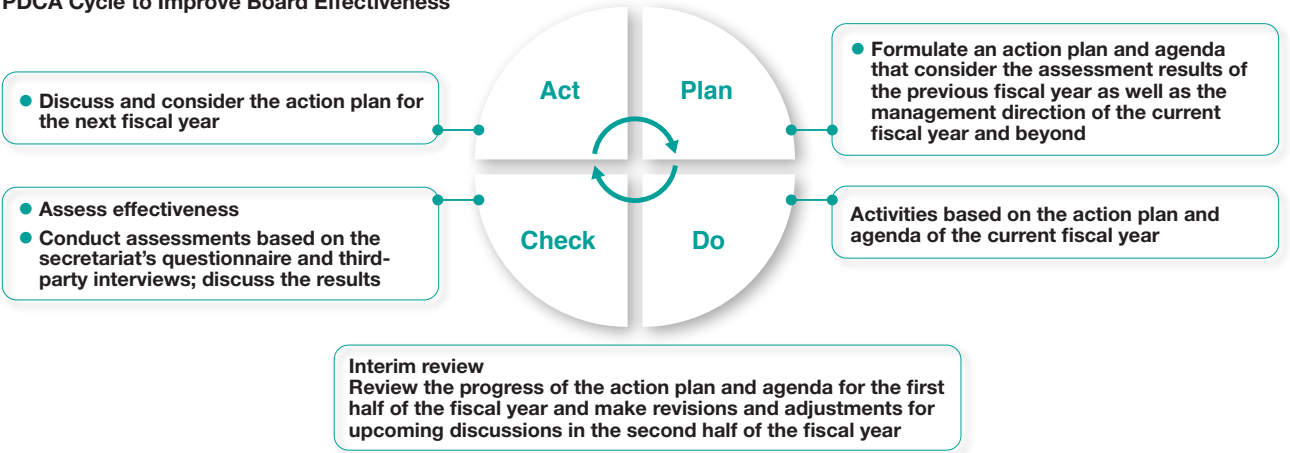 PDCA Cycle to Improve Board Effectiveness
Act
Plan
● Formulate an action plan and agenda
that consider the assessment results of
the previous fiscal year as well as the
management direction of the current
fiscal year and beyond
● Discuss and consider the action plan for
the next fiscal year
● Assess effectiveness
● Conduct assessments based on the
secretariat's questionnaire and third-
party interviews; discuss the results
Check
Do
Activities based on the action plan and
agenda of the current fiscal year
Interim review
Review the progress of the action plan and agenda for the first
half of the fiscal year and make revisions and adjustments for
upcoming discussions in the second half of the fiscal year